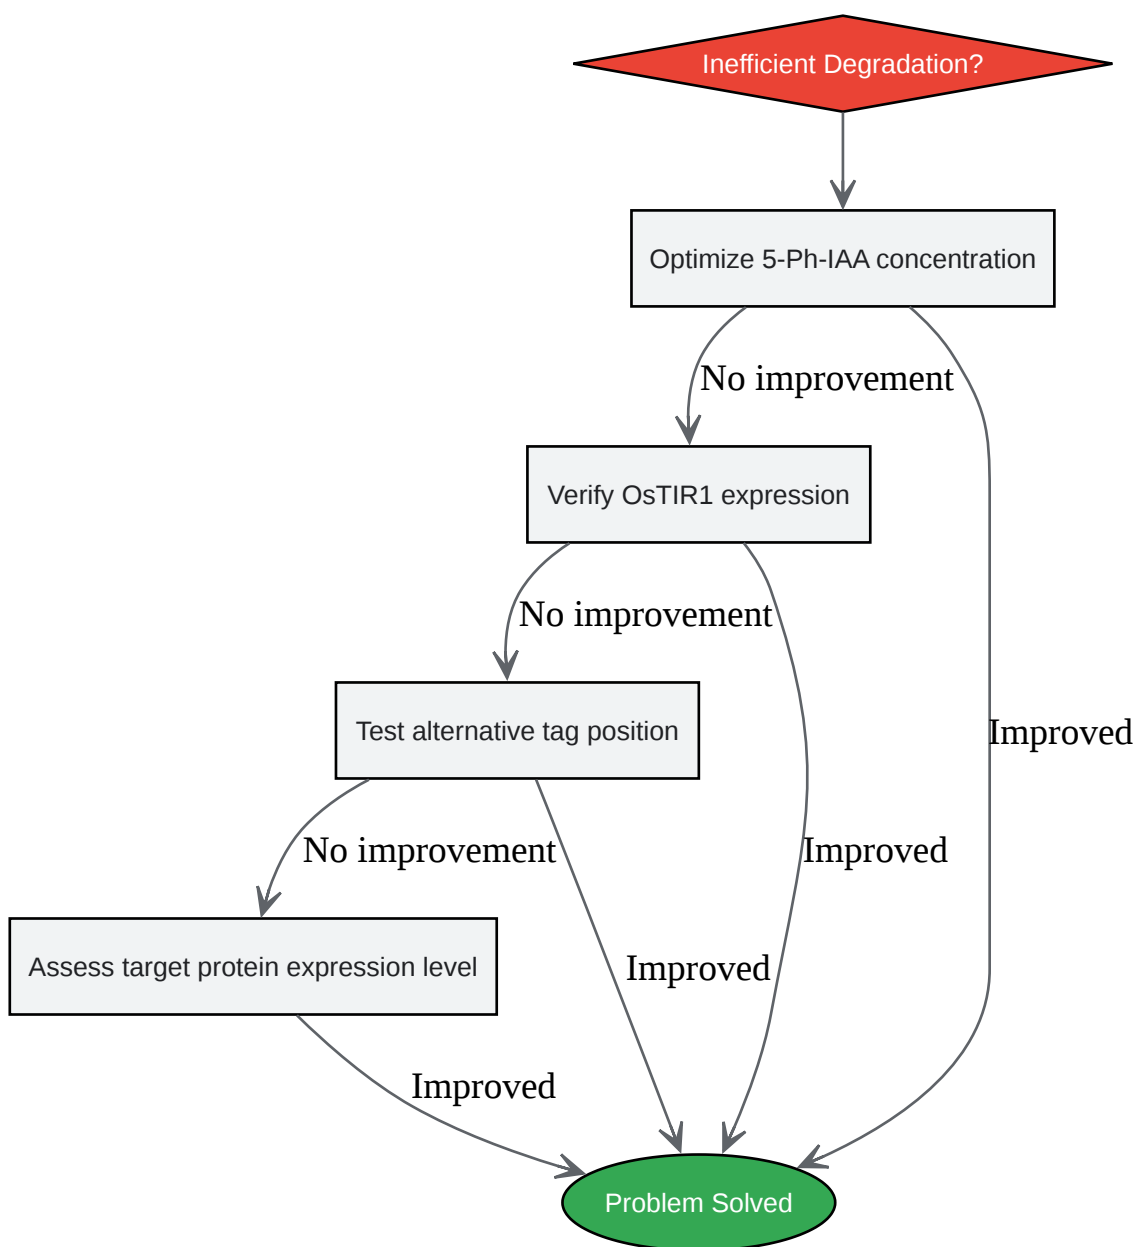 Inefficient Degradation?
Optimize 5-Ph-IAA concentration
No improvement
Verify OsTIR1 expression
No improvement
Test alternative tag position
Improved
No improvement
Improved
Assess target protein expression level
Improved
Improved
Problem Solved